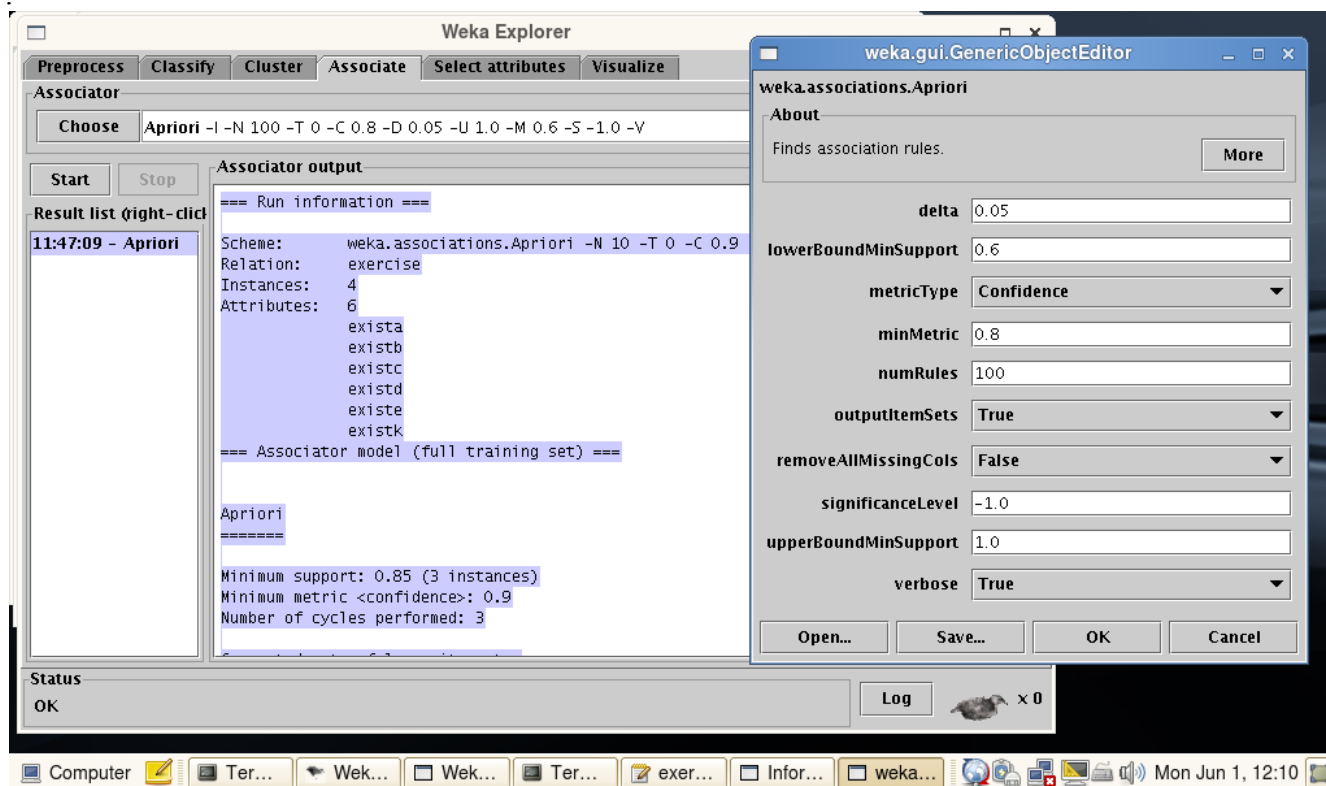 Weka Explorer
Preprocess Classify Cluster Associate Select attributes Visualize
Associator
Choose Apriori -I -N 100 -T 0 -C 0.8 -D 0.05 -U 1.0 -M 0.6 -S -1.0 -V
Start Stop
Result list (right-clic
11:47:09 - Apriori
Associator output
=== Run information ===
Scheme: weka.associations.Apriori -N 10 -T 0 -C 0.9
Relation: exercise
Instances: 4
Attributes: 6
exista
existb
existc
existd
existe
existk
=== Associator model (full training set) ===
Apriori
=======
Minimum support: 0.85 (3 instances)
Minimum metric <confidence>: 0.9
Number of cycles performed: 3
Status
OK
Log x 0
weka.gui.GenericObjectEditor
weka.associations.Apriori
About
Finds association rules.
More
delta 0.05
lowerBoundMinSupport 0.6
metricType Confidence
minMetric 0.8
numRules 100
outputItemSets True
removeAllMissingCols False
significanceLevel -1.0
upperBoundMinSupport 1.0
verbose True
Open... Save... OK Cancel
Computer Ter... Wek... Wek... Ter... exer... Infor... weka... Mon Jun 1, 12:10